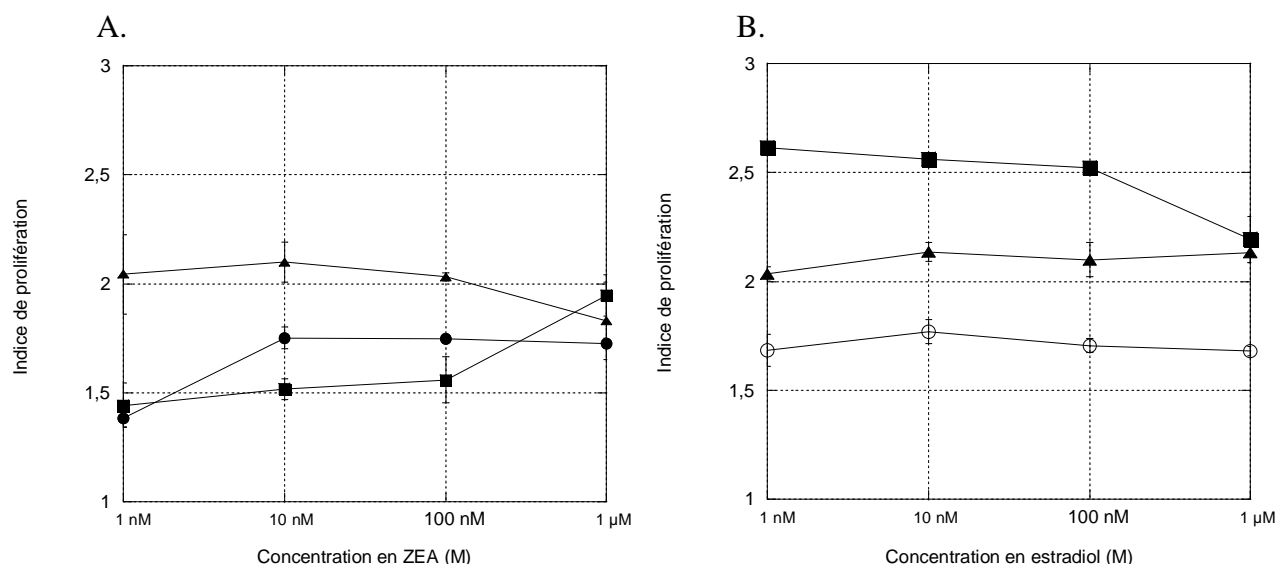 A.
3
2,5
2
1,5
1
Indice de prolifération
1 nM 10 nM 100 nM 1 µM
Concentration en ZEA (M)
B.
3
2,5
2
1,5
1
Indice de prolifération
1 nM 10 nM 100 nM 1 µM
Concentration en estradiol (M)